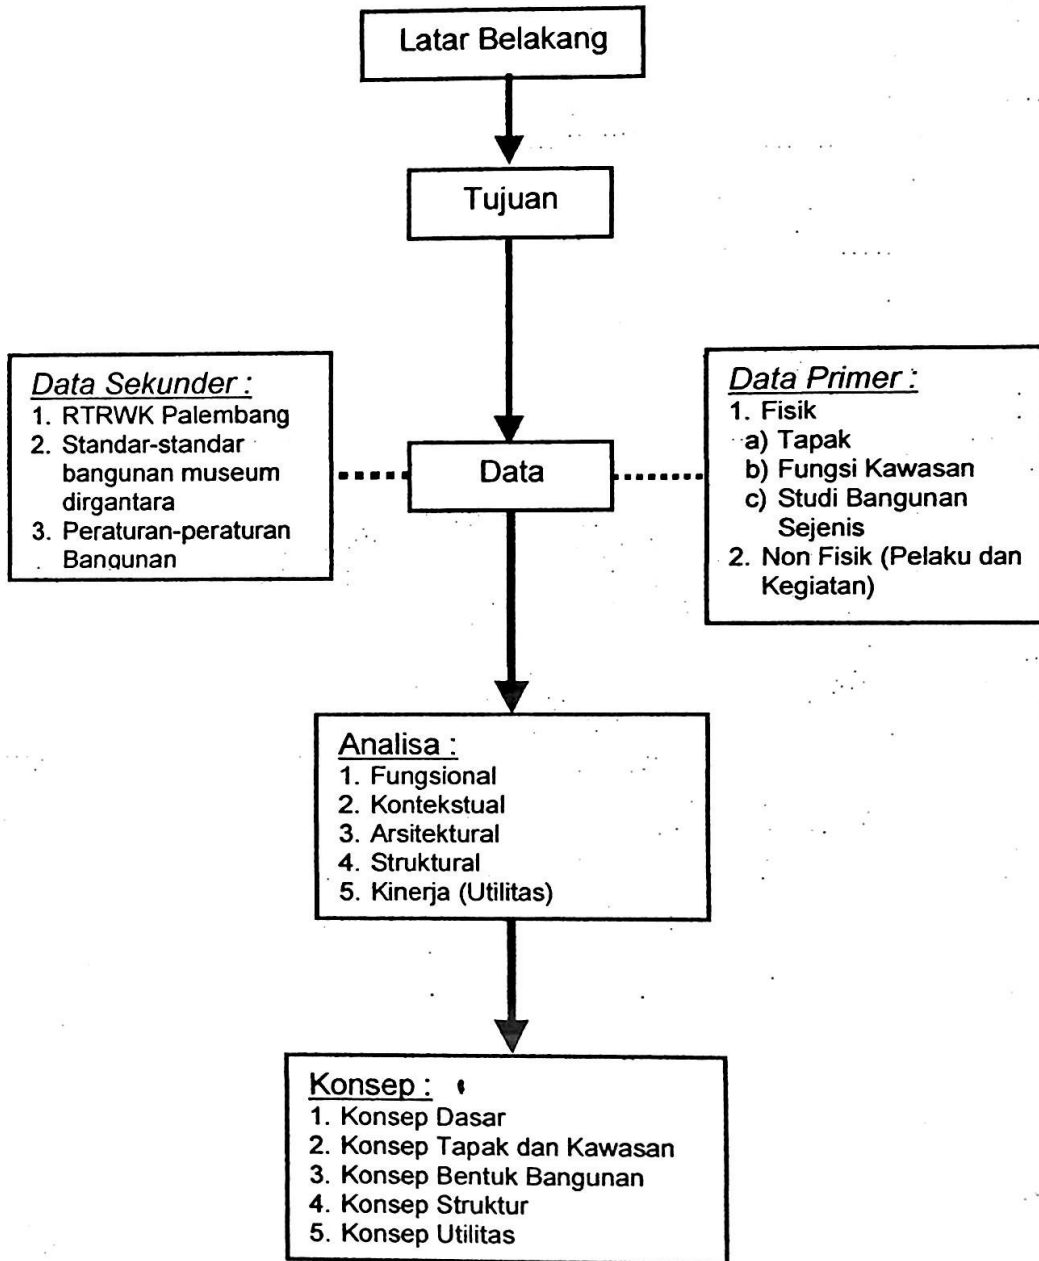 Latar Belakang
Tujuan
Data Sekunder :
1. RTRWK Palembang
2. Standar-standar
bangunan museum
dirgantara
3. Peraturan-peraturan
Bangunan
Data
Data Primer :
1. Fisik
a) Tapak
b) Fungsi Kawasan
c) Studi Bangunan
Sejenis
2. Non Fisik (Pelaku dan
Kegiatan)
Analisa :
1. Fungsional
2. Kontekstual
3. Arsitektural
4. Struktural
5. Kinerja (Utilitas)
Konsep :
1. Konsep Dasar
2. Konsep Tapak dan Kawasan
3. Konsep Bentuk Bangunan
4. Konsep Struktur
5. Konsep Utilitas